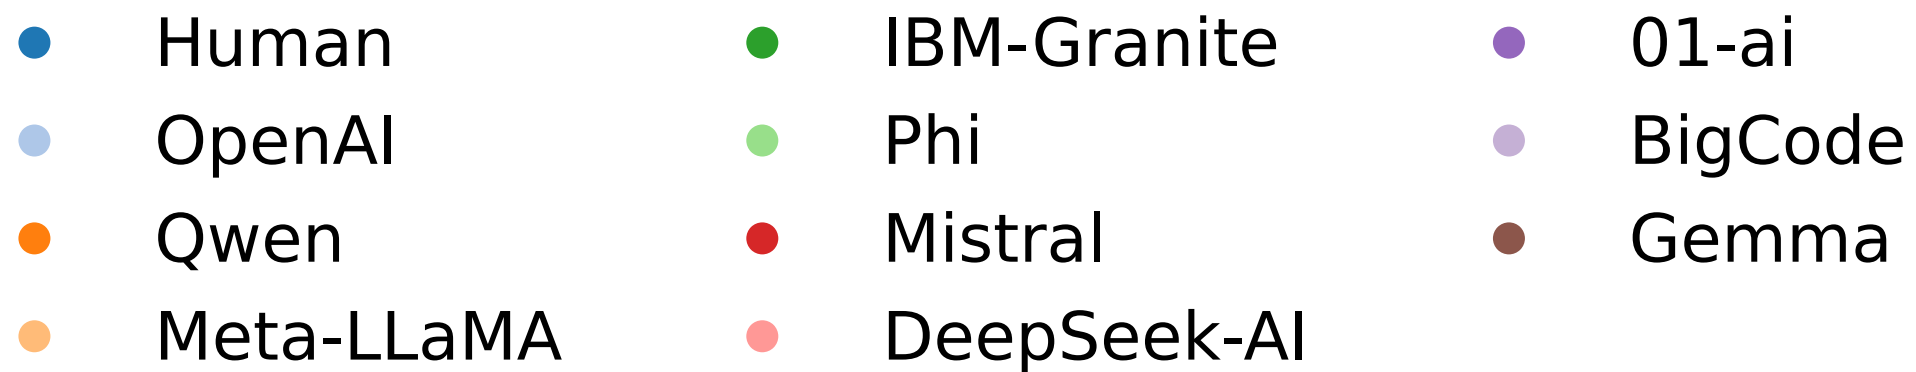 Human
OpenAI
Qwen
Meta-LLaMA
IBM-Granite
Phi
Mistral
DeepSeek-AI
01-ai
BigCode
Gemma